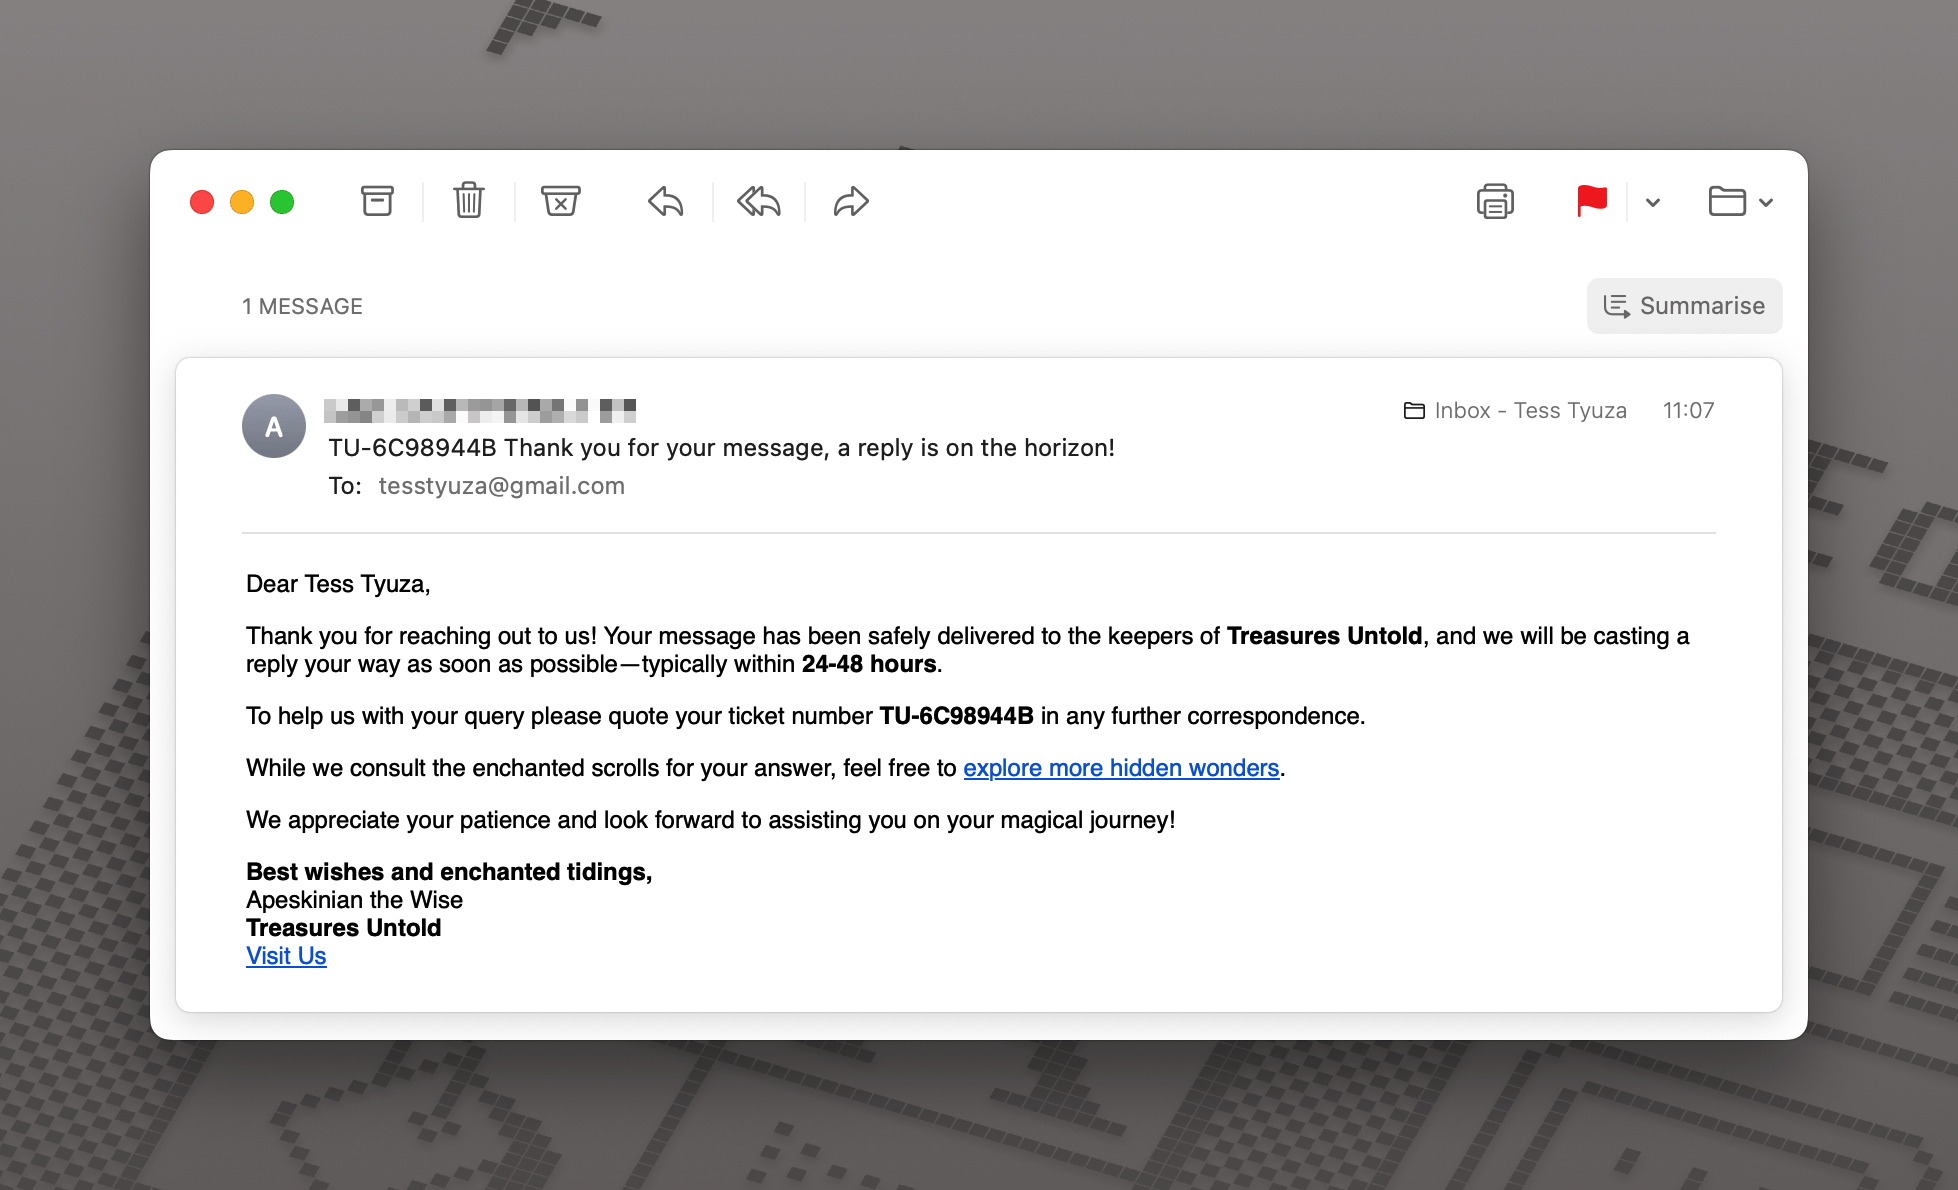 1 MESSAGE
Summarise
A
Inbox - Tess Tyuza 11:07
TU-6C98944B Thank you for your message, a reply is on the horizon!
To: tesstyuza@gmail.com
Dear Tess Tyuza,
Thank you for reaching out to us! Your message has been safely delivered to the keepers of Treasures Untold, and we will be casting a
reply your way as soon as possible—typically within 24-48 hours.
To help us with your query please quote your ticket number TU-6C98944B in any further correspondence.
While we consult the enchanted scrolls for your answer, feel free to explore more hidden wonders.
We appreciate your patience and look forward to assisting you on your magical journey!
Best wishes and enchanted tidings,
Apeskinian the Wise
Treasures Untold
Visit Us